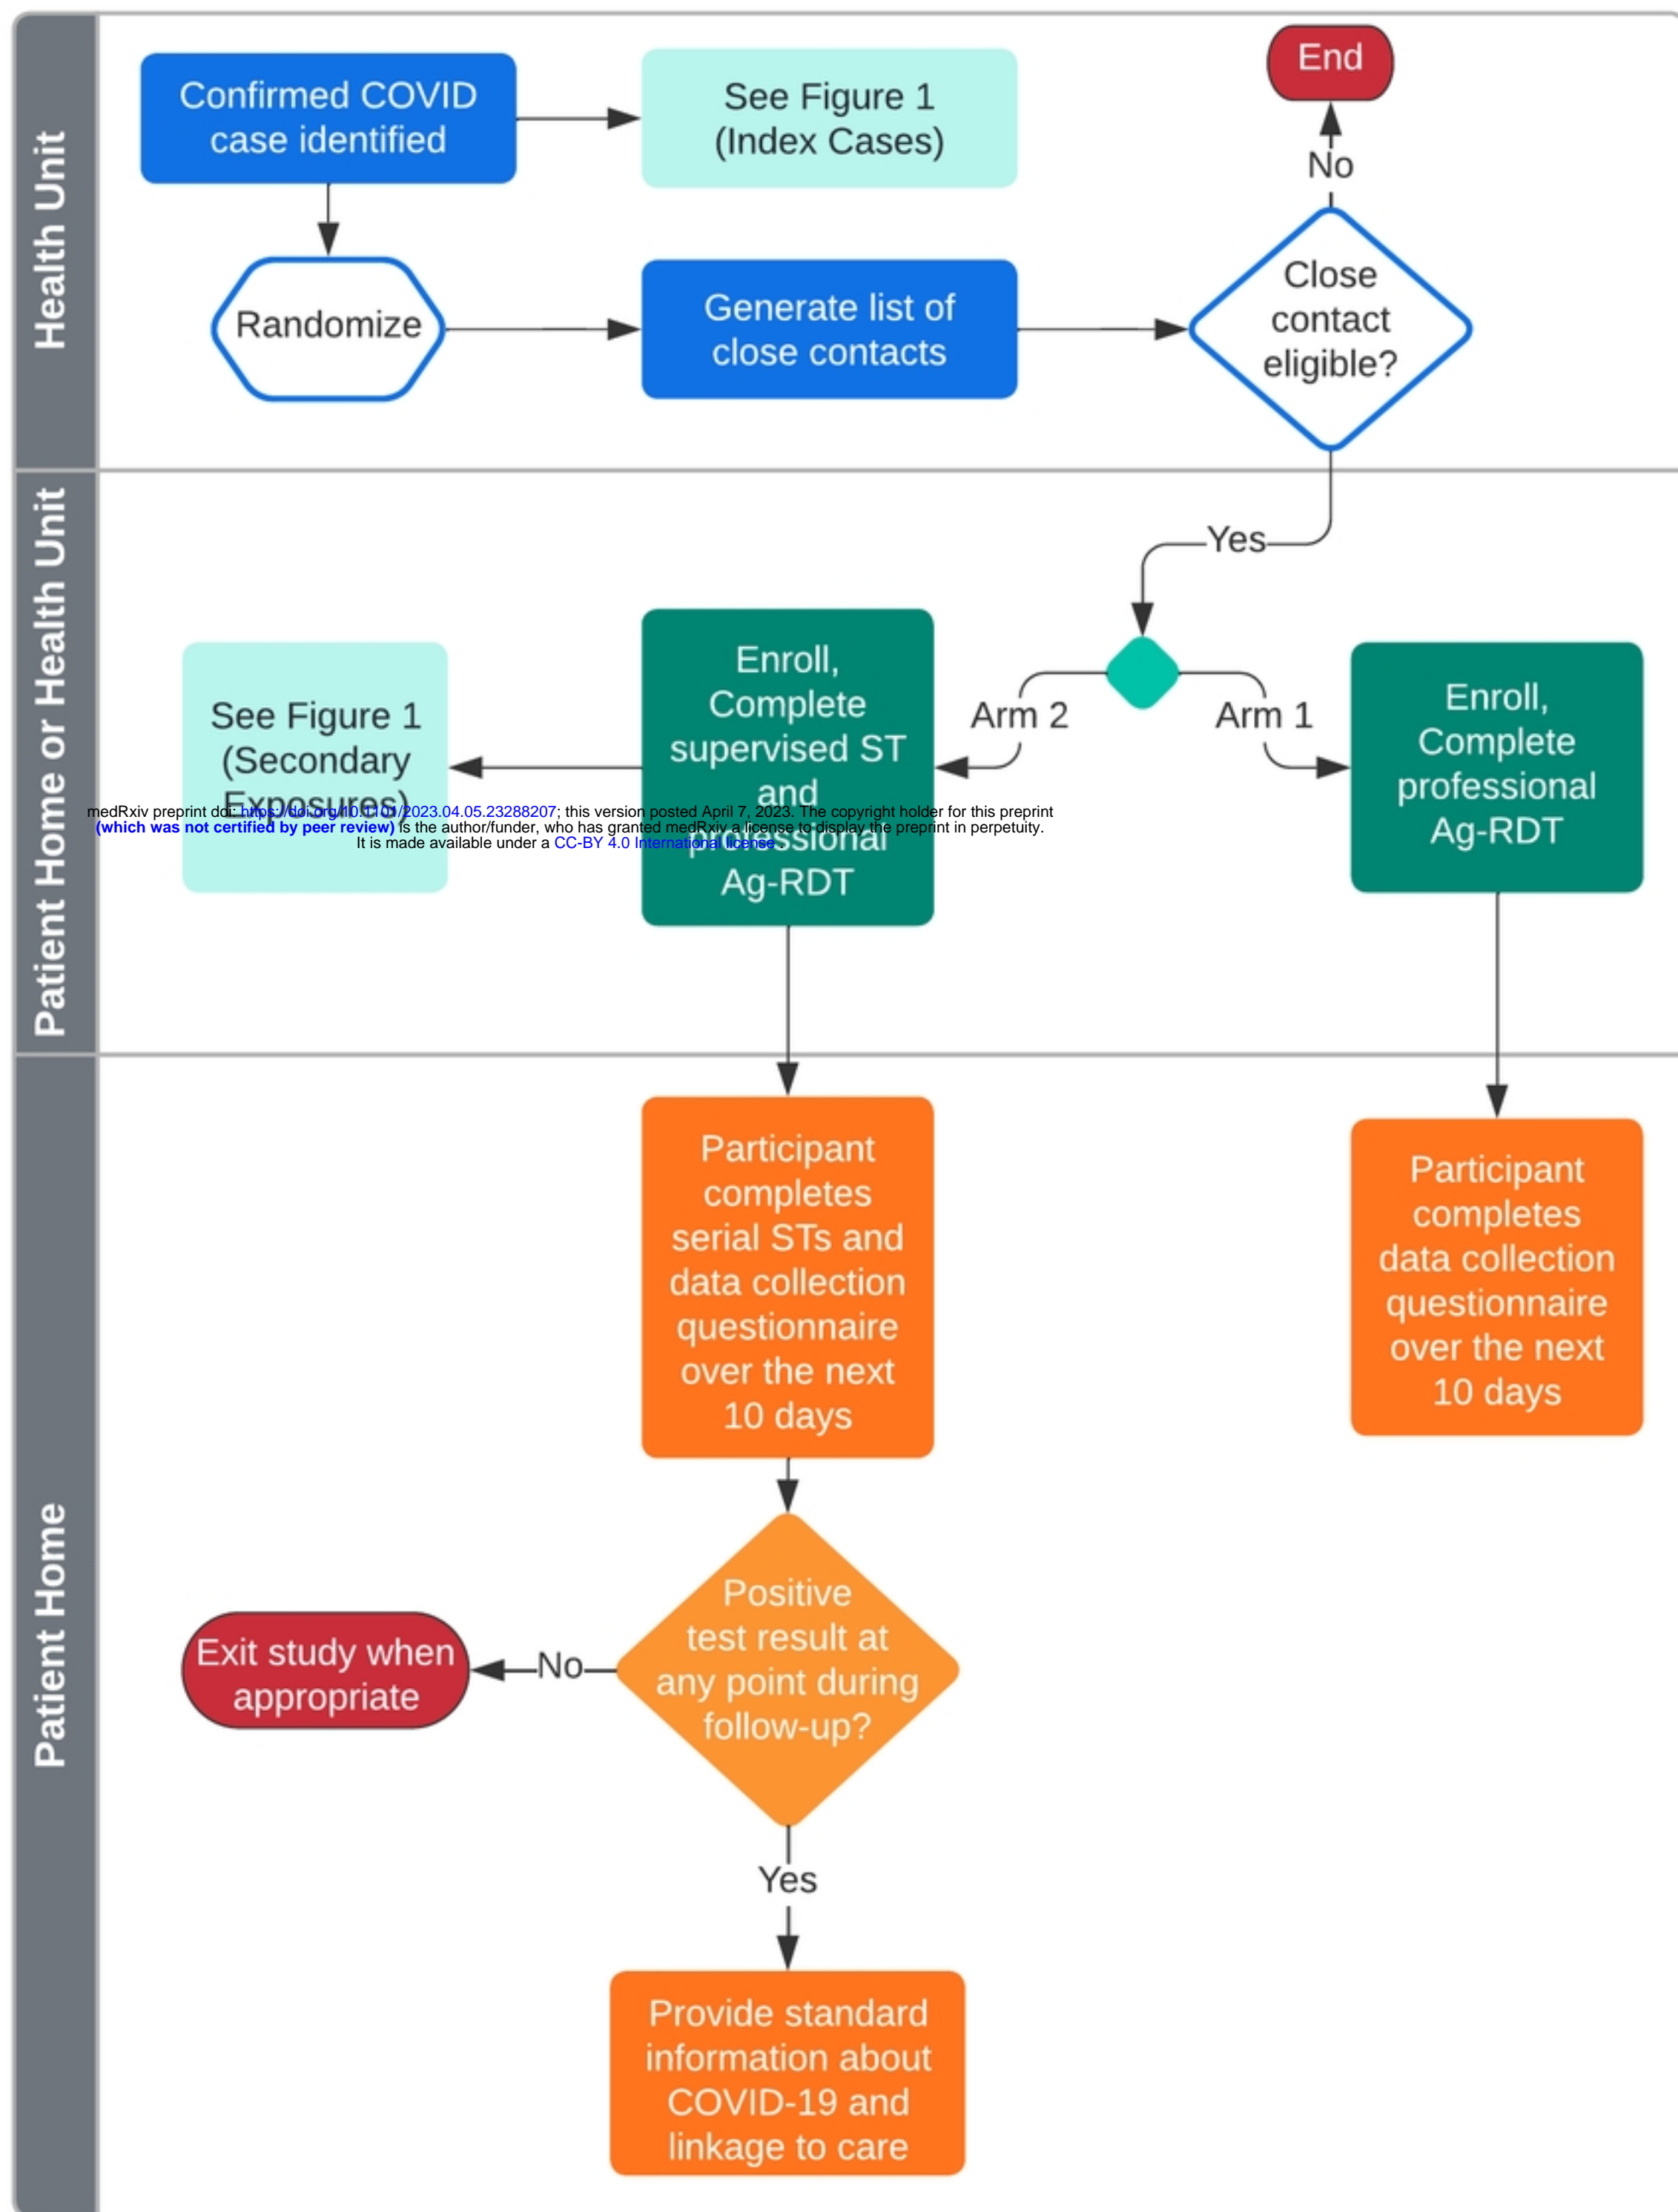 Health Unit
Confirmed COVID
case identified
See Figure 1
(Index Cases)
End
No
Randomize
Generate list of
close contacts
Close
contact
eligible?
Patient Home or Health Unit
Yes
See Figure 1
(Secondary
Exposures)
Enroll,
Complete
supervised ST
and
professional
Ag-RDT
Arm 2
Arm 1
Enroll,
Complete
professional
Ag-RDT
medRxiv preprint doi: https://doi.org/10.1101/2023.04.05.23288207; this version posted April 7, 2023. The copyright holder for this preprint
(which was not certified by peer review) is the author/funder, who has granted medRxiv a license to display the preprint in perpetuity.
It is made available under a CC-BY 4.0 International license .
Patient Home
Participant
completes
serial STs and
data collection
questionnaire
over the next
10 days
Participant
completes
data collection
questionnaire
over the next
10 days
Positive
test result at
any point during
follow-up?
No
Exit study when
appropriate
Yes
Provide standard
information about
COVID-19 and
linkage to care